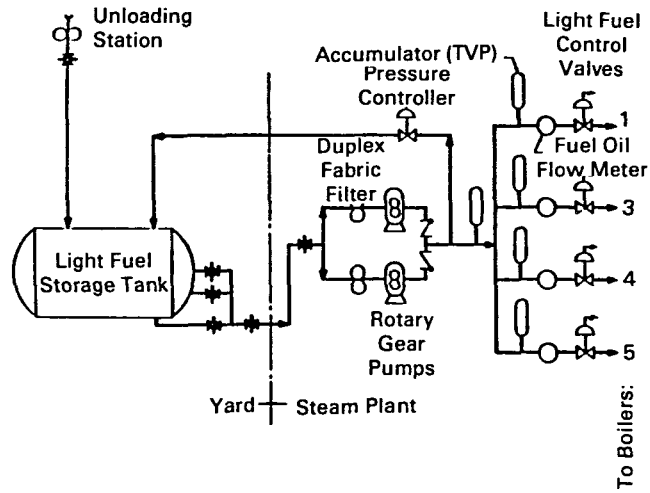 Unloading
Station
Light Fuel
Control
Valves
Accumulator (TVP)
Pressure
Controller
1
Duplex
Fabric
Filter
Fuel Oil
Flow Meter
3
Light Fuel
Storage Tank
4
Rotary
Gear
Pumps
5
Yard
Steam Plant
To Boilers: